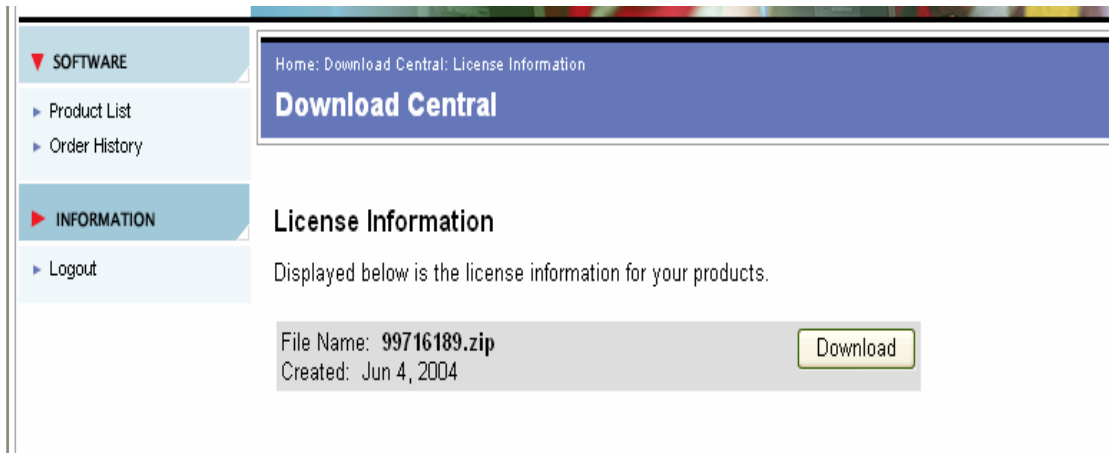 SOFTWARE
Product List
Order History
INFORMATION
Logout
Home: Download Central: License Information
Download Central
License Information
Displayed below is the license information for your products.
File Name: 99716189.zip
Download
Created: Jun 4, 2004